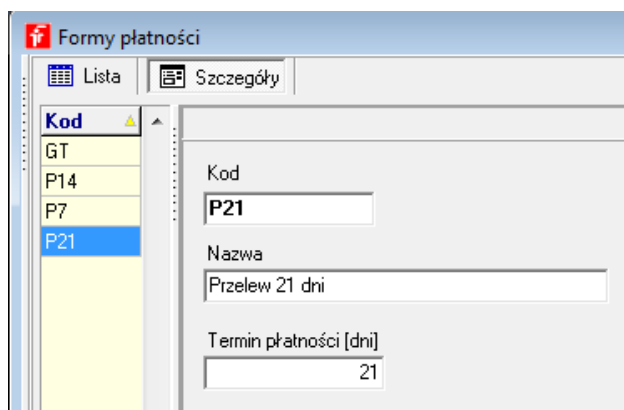 Formy płatności
Lista Szczegóły
Kod
GT
P14
P7
P21
Kod
P21
Nazwa
Przelew 21 dni
Termin płatności [dni]
21